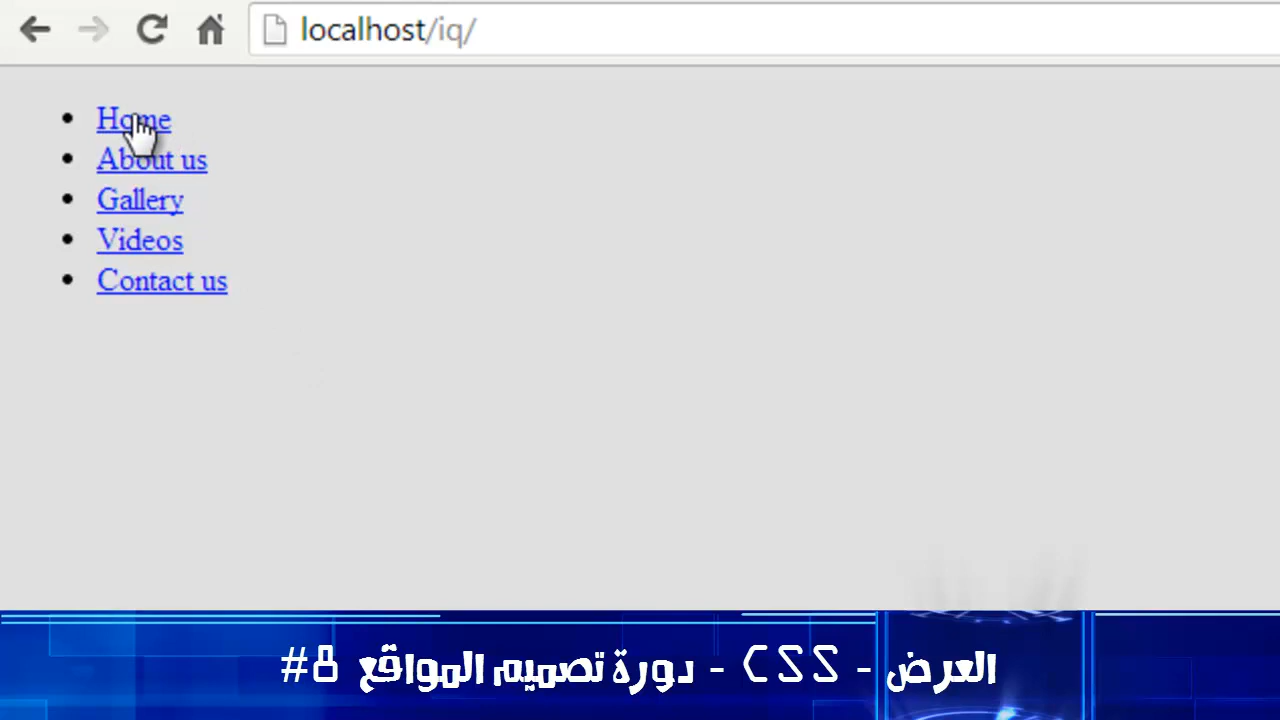 localhost/iq/
Home
About us
Gallery
Videos
Contact us
العرض - CSS - دورة تصميم المواقع #8